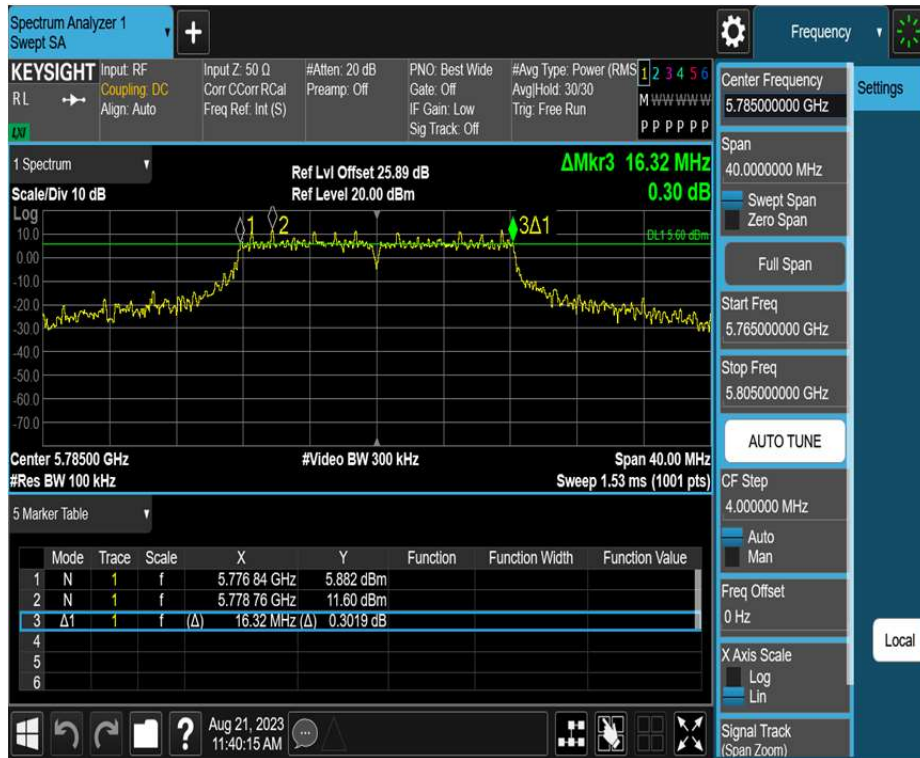 Spectrum Analyzer 1
Swept SA
+
Frequency
KEYSIGHT
RL
LXI
Input: RF
Coupling: DC
Align: Auto
Input Z: 50 Ω
Corr CCorr RCal
Freq Ref: Int (S)
#Atten: 20 dB
Preamp: Off
PNO: Best Wide
Gate: Off
IF Gain: Low
Sig Track: Off
#Avg Type: Power (RMS
Avg|Hold: 30/30
Trig: Free Run
1 2 3 4 5 6
M W W W W W
P P P P P P
1 Spectrum
Scale/Div 10 dB
Ref Lvl Offset 25.89 dB
Ref Level 20.00 dBm
ΔMkr3 16.32 MHz
0.30 dB
Log
10.0
0.00
-10.0
-20.0
-30.0
-40.0
-50.0
-60.0
-70.0
1
2
3Δ1
DL1 5.60 dBm
Center 5.78500 GHz
#Res BW 100 kHz
#Video BW 300 kHz
Span 40.00 MHz
Sweep 1.53 ms (1001 pts)
5 Marker Table
Mode Trace Scale X Y Function Function Width Function Value
1 N 1 f 5.776 84 GHz 5.882 dBm
2 N 1 f 5.778 76 GHz 11.60 dBm
3 Δ1 1 f (Δ) 16.32 MHz (Δ) 0.3019 dB
4
5
6
?
Aug 21, 2023
11:40:15 AM
Center Frequency
5.785000000 GHz
Span
40.0000000 MHz
Swept Span
Zero Span
Full Span
Start Freq
5.765000000 GHz
Stop Freq
5.805000000 GHz
AUTO TUNE
CF Step
4.000000 MHz
Auto
Man
Freq Offset
0 Hz
X Axis Scale
Log
Lin
Signal Track
(Span Zoom)
Settings
Local